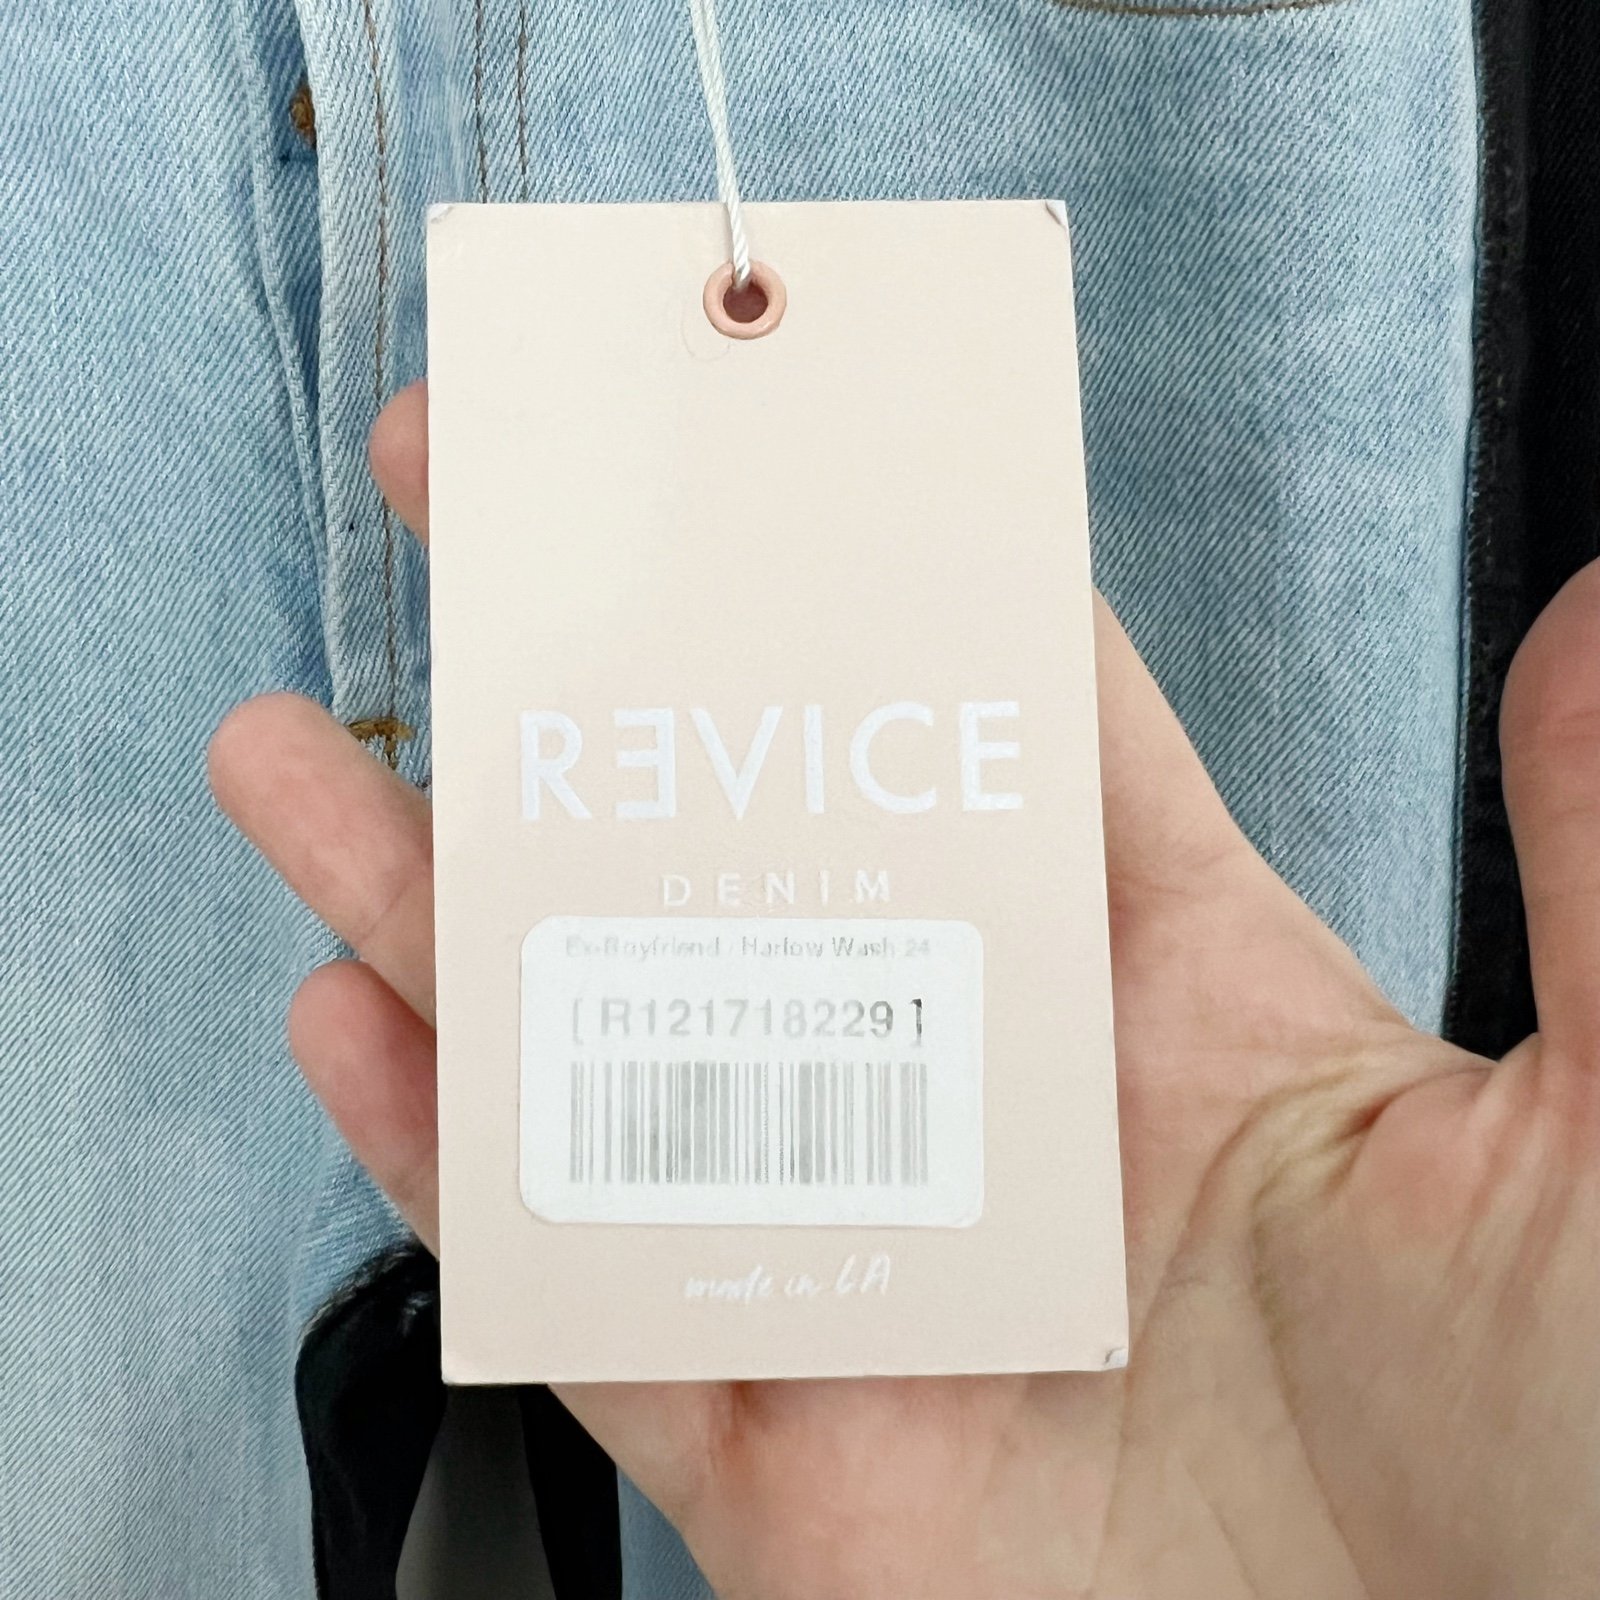 RƎVICE
DENIM
Ex-Boyfriend / Harlow Wash 24
[ R121718229 ]
made in LA